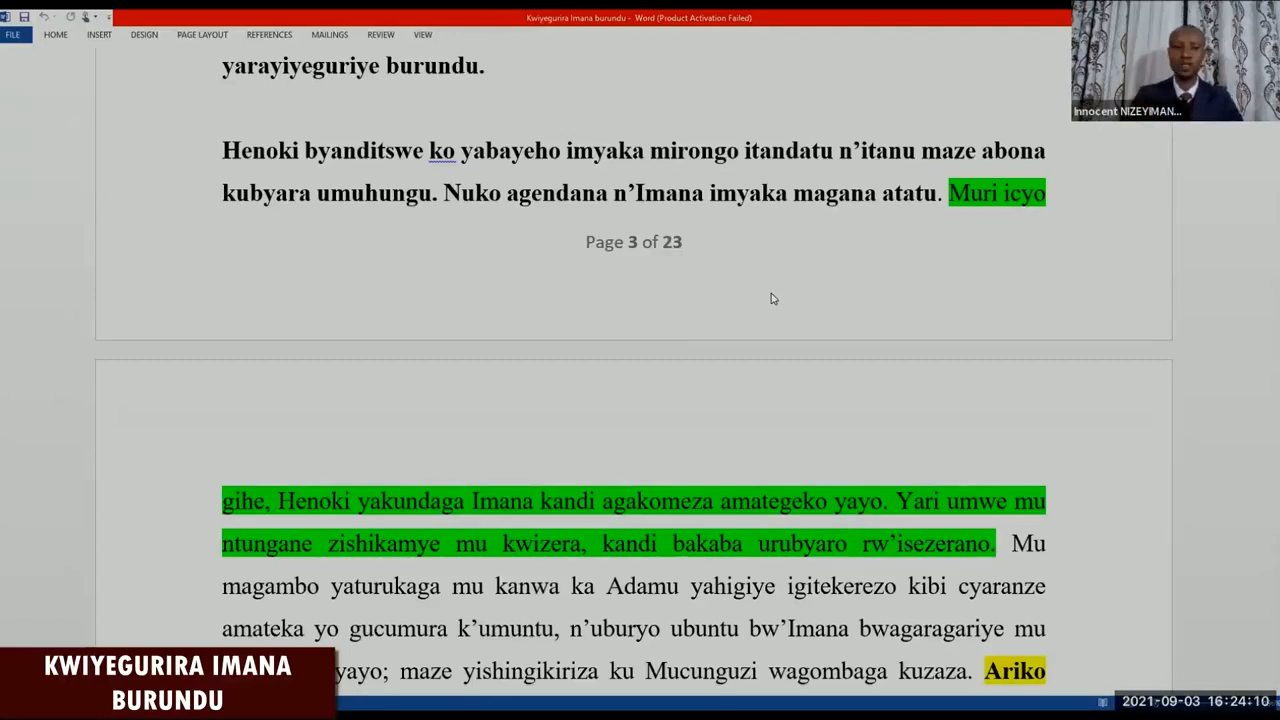 Kwiyegurira Imana burundu - Word (Product Activation Failed)
FILE HOME INSERT DESIGN PAGE LAYOUT REFERENCES MAILINGS REVIEW VIEW
Innocent NIZEYIMAN...
yarayiyeguriye burundu.
Henoki byanditswe ko yabayeho imyaka mirongo itandatu n’itanu maze abona
kubyara umuhungu. Nuko agendana n’Imana imyaka magana atatu. Muri icyo
Page 3 of 23
gihe, Henoki yakundaga Imana kandi agakomeza amategeko yayo. Yari umwe mu
ntungane zishikamye mu kwizera, kandi bakaba urubyaro rw’isezerano. Mu
magambo yaturukaga mu kanwa ka Adamu yahigiye igitekerezo kibi cyaranze
amateka yo gucumura k’umuntu, n’uburyo ubuntu bw’Imana bwagaragariye mu
yayo; maze yishingikiriza ku Mucunguzi wagombaga kuzaza. Ariko
KWIYEGURIRA IMANA
BURUNDU
2021-09-03 16:24:10